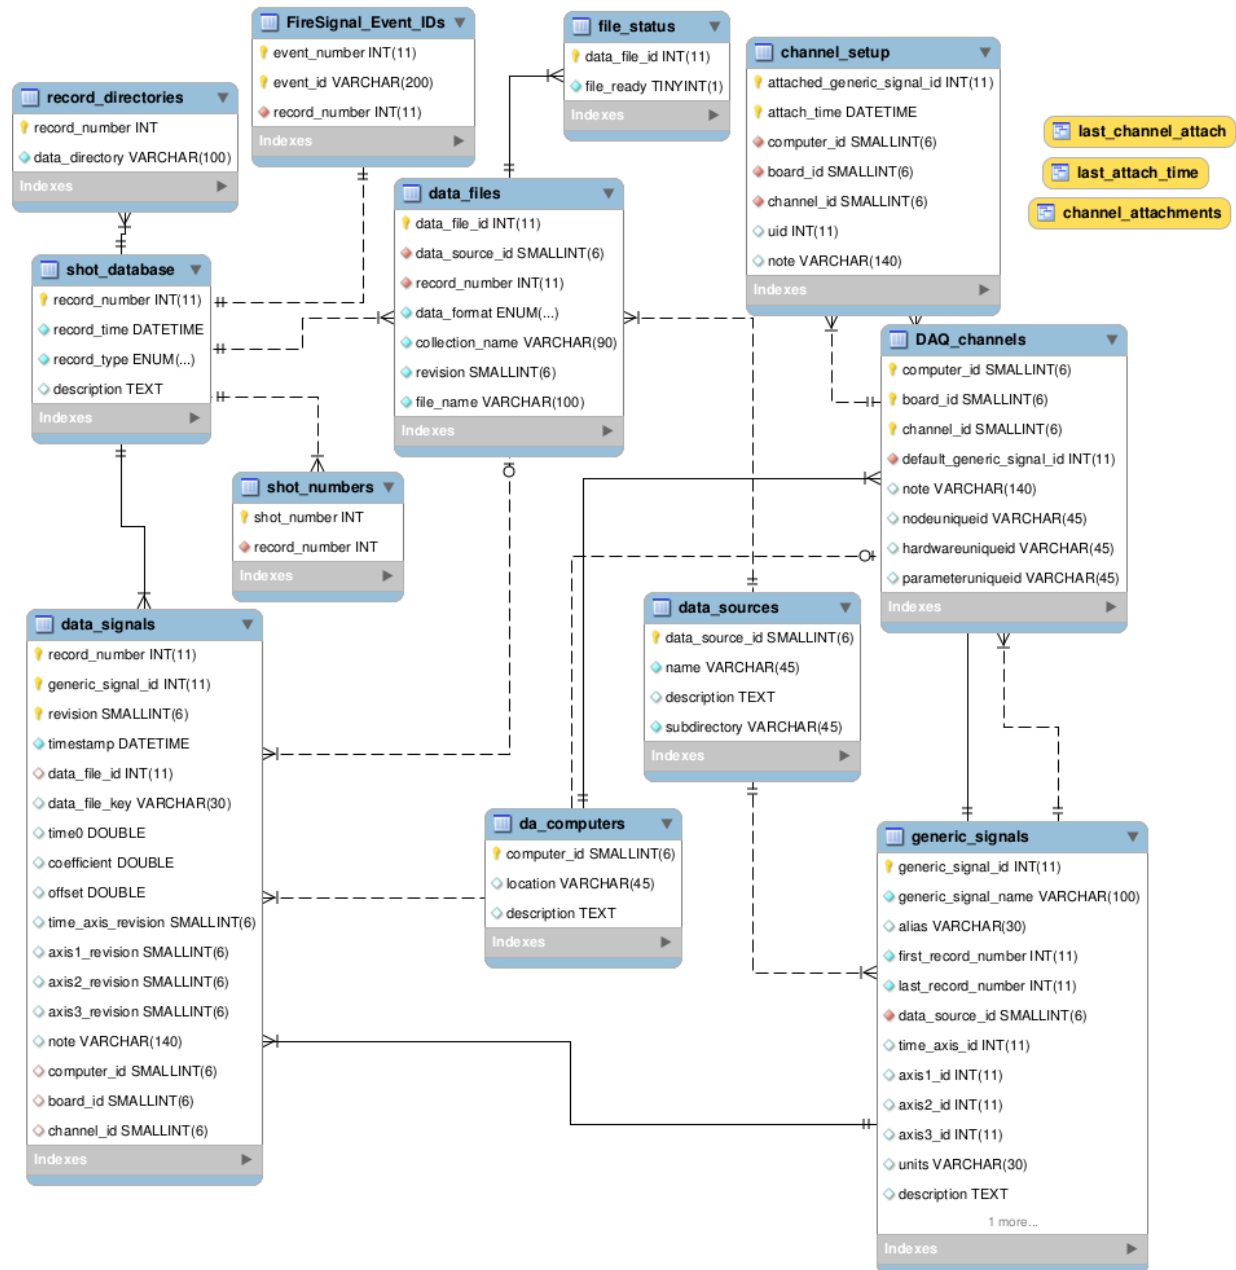 FireSignal_Event_IDs
event_number INT(11)
event_id VARCHAR(200)
record_number INT(11)
Indexes
file_status
data_file_id INT(11)
file_ready TINYINT(1)
Indexes
channel_setup
attached_generic_signal_id INT(11)
attach_time DATETIME
computer_id SMALLINT(6)
board_id SMALLINT(6)
channel_id SMALLINT(6)
uid INT(11)
note VARCHAR(140)
Indexes
last_channel_attach
last_attach_time
channel_attachments
record_directories
record_number INT
data_directory VARCHAR(100)
Indexes
data_files
data_file_id INT(11)
data_source_id SMALLINT(6)
record_number INT(11)
data_format ENUM(...)
collection_name VARCHAR(90)
revision SMALLINT(6)
file_name VARCHAR(100)
Indexes
shot_database
record_number INT(11)
record_time DATETIME
record_type ENUM(...)
description TEXT
Indexes
DAQ_channels
computer_id SMALLINT(6)
board_id SMALLINT(6)
channel_id SMALLINT(6)
default_generic_signal_id INT(11)
note VARCHAR(140)
nodeuniqueid VARCHAR(45)
hardwareuniqueid VARCHAR(45)
parameteruniqueid VARCHAR(45)
Indexes
shot_numbers
shot_number INT
record_number INT
Indexes
data_sources
data_source_id SMALLINT(6)
name VARCHAR(45)
description TEXT
subdirectory VARCHAR(45)
Indexes
data_signals
record_number INT(11)
generic_signal_id INT(11)
revision SMALLINT(6)
timestamp DATETIME
data_file_id INT(11)
data_file_key VARCHAR(30)
time0 DOUBLE
coefficient DOUBLE
offset DOUBLE
time_axis_revision SMALLINT(6)
axis1_revision SMALLINT(6)
axis2_revision SMALLINT(6)
axis3_revision SMALLINT(6)
note VARCHAR(140)
computer_id SMALLINT(6)
board_id SMALLINT(6)
channel_id SMALLINT(6)
Indexes
da_computers
computer_id SMALLINT(6)
location VARCHAR(45)
description TEXT
Indexes
generic_signals
generic_signal_id INT(11)
generic_signal_name VARCHAR(100)
alias VARCHAR(30)
first_record_number INT(11)
last_record_number INT(11)
data_source_id SMALLINT(6)
time_axis_id INT(11)
axis1_id INT(11)
axis2_id INT(11)
axis3_id INT(11)
units VARCHAR(30)
description TEXT
1 more...
Indexes